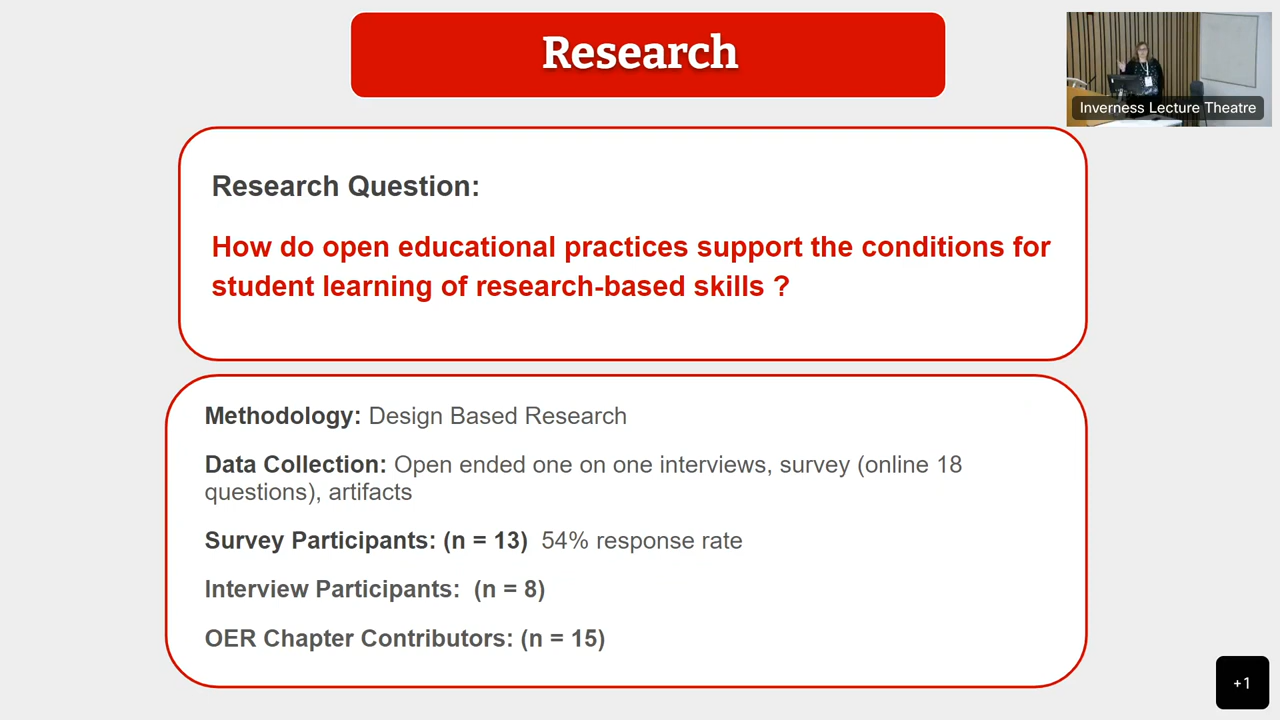 Research
Inverness Lecture Theatre
Research Question:
How do open educational practices support the conditions for
student learning of research-based skills ?
Methodology: Design Based Research
Data Collection: Open ended one on one interviews, survey (online 18
questions), artifacts
Survey Participants: (n = 13)  54% response rate
Interview Participants:  (n = 8)
OER Chapter Contributors: (n = 15)
+1